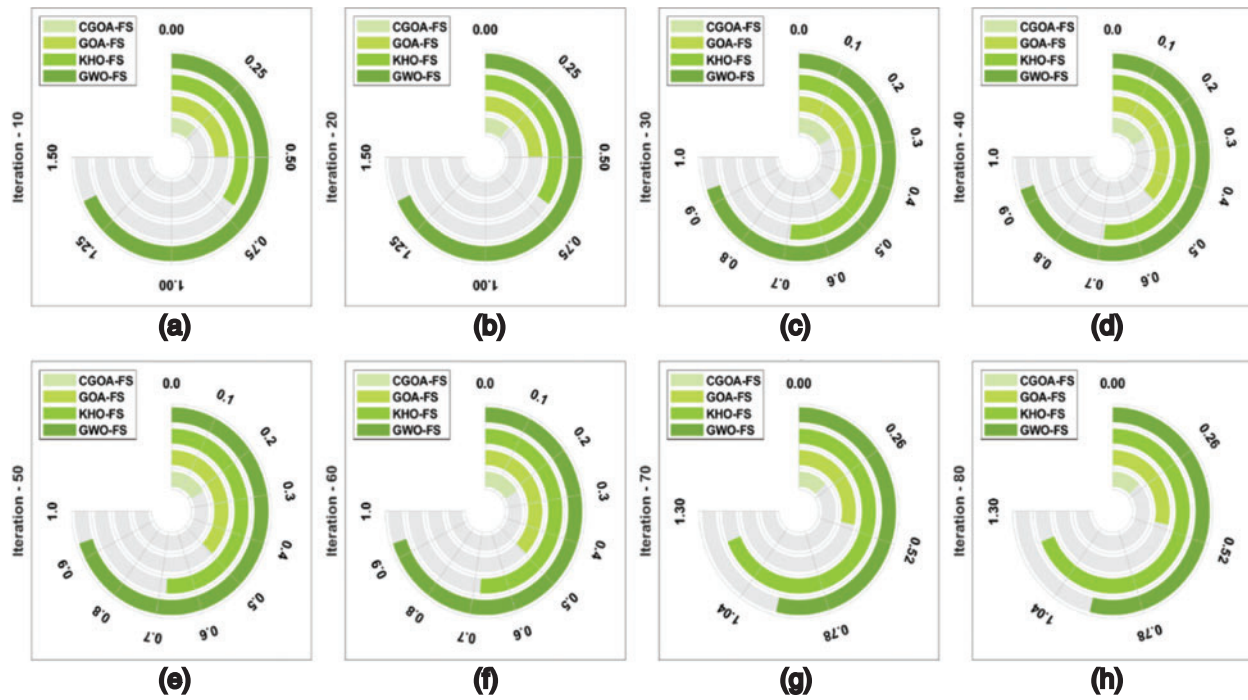 CGOA-FS
GOA-FS
KHO-FS
GWO-FS
0.00
0.25
0.50
0.75
1.00
1.25
1.50
Iteration - 10
(a)
CGOA-FS
GOA-FS
KHO-FS
GWO-FS
0.00
0.25
0.50
0.75
1.00
1.25
1.50
Iteration - 20
(b)
CGOA-FS
GOA-FS
KHO-FS
GWO-FS
0.0
0.1
0.2
0.3
0.4
0.5
0.6
0.7
0.8
0.9
1.0
Iteration - 30
(c)
CGOA-FS
GOA-FS
KHO-FS
GWO-FS
0.0
0.1
0.2
0.3
0.4
0.5
0.6
0.7
0.8
0.9
1.0
Iteration - 40
(d)
CGOA-FS
GOA-FS
KHO-FS
GWO-FS
0.0
0.1
0.2
0.3
0.4
0.5
0.6
0.7
0.8
0.9
1.0
Iteration - 50
(e)
CGOA-FS
GOA-FS
KHO-FS
GWO-FS
0.0
0.1
0.2
0.3
0.4
0.5
0.6
0.7
0.8
0.9
1.0
Iteration - 60
(f)
CGOA-FS
GOA-FS
KHO-FS
GWO-FS
0.00
0.26
0.52
0.78
1.04
1.30
Iteration - 70
(g)
CGOA-FS
GOA-FS
KHO-FS
GWO-FS
0.00
0.26
0.52
0.78
1.04
1.30
Iteration - 80
(h)